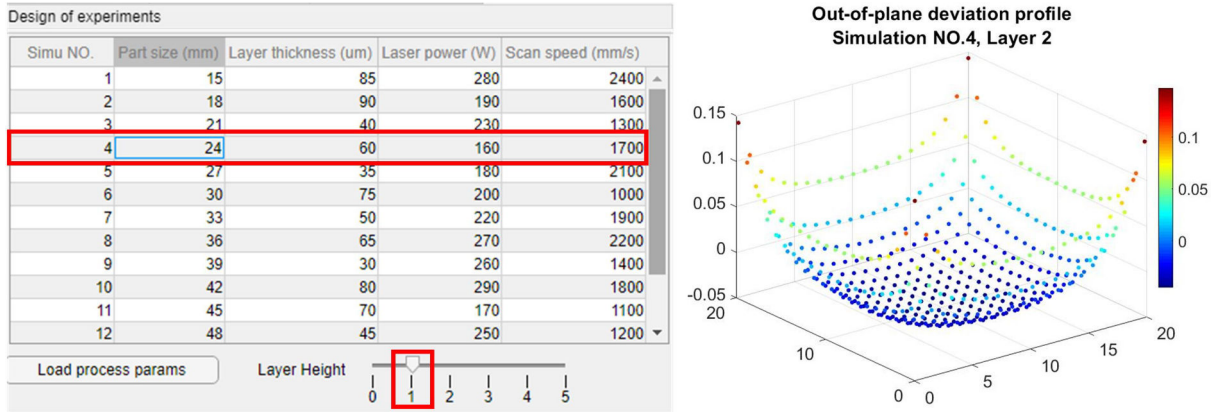 Design of experiments
Simu NO. Part size (mm) Layer thickness (um) Laser power (W) Scan speed (mm/s)
1 15 85 280 2400
2 18 90 190 1600
3 21 40 230 1300
4 24 60 160 1700
5 27 35 180 2100
6 30 75 200 1000
7 33 50 220 1900
8 36 65 270 2200
9 39 30 260 1400
10 42 80 290 1800
11 45 70 170 1100
12 48 45 250 1200
Load process params
Layer Height
0 1 2 3 4 5
Out-of-plane deviation profile
Simulation NO.4, Layer 2
0.15
0.1
0.05
0
-0.05
20
10
0
0
5
10
15
20
0.1
0.05
0